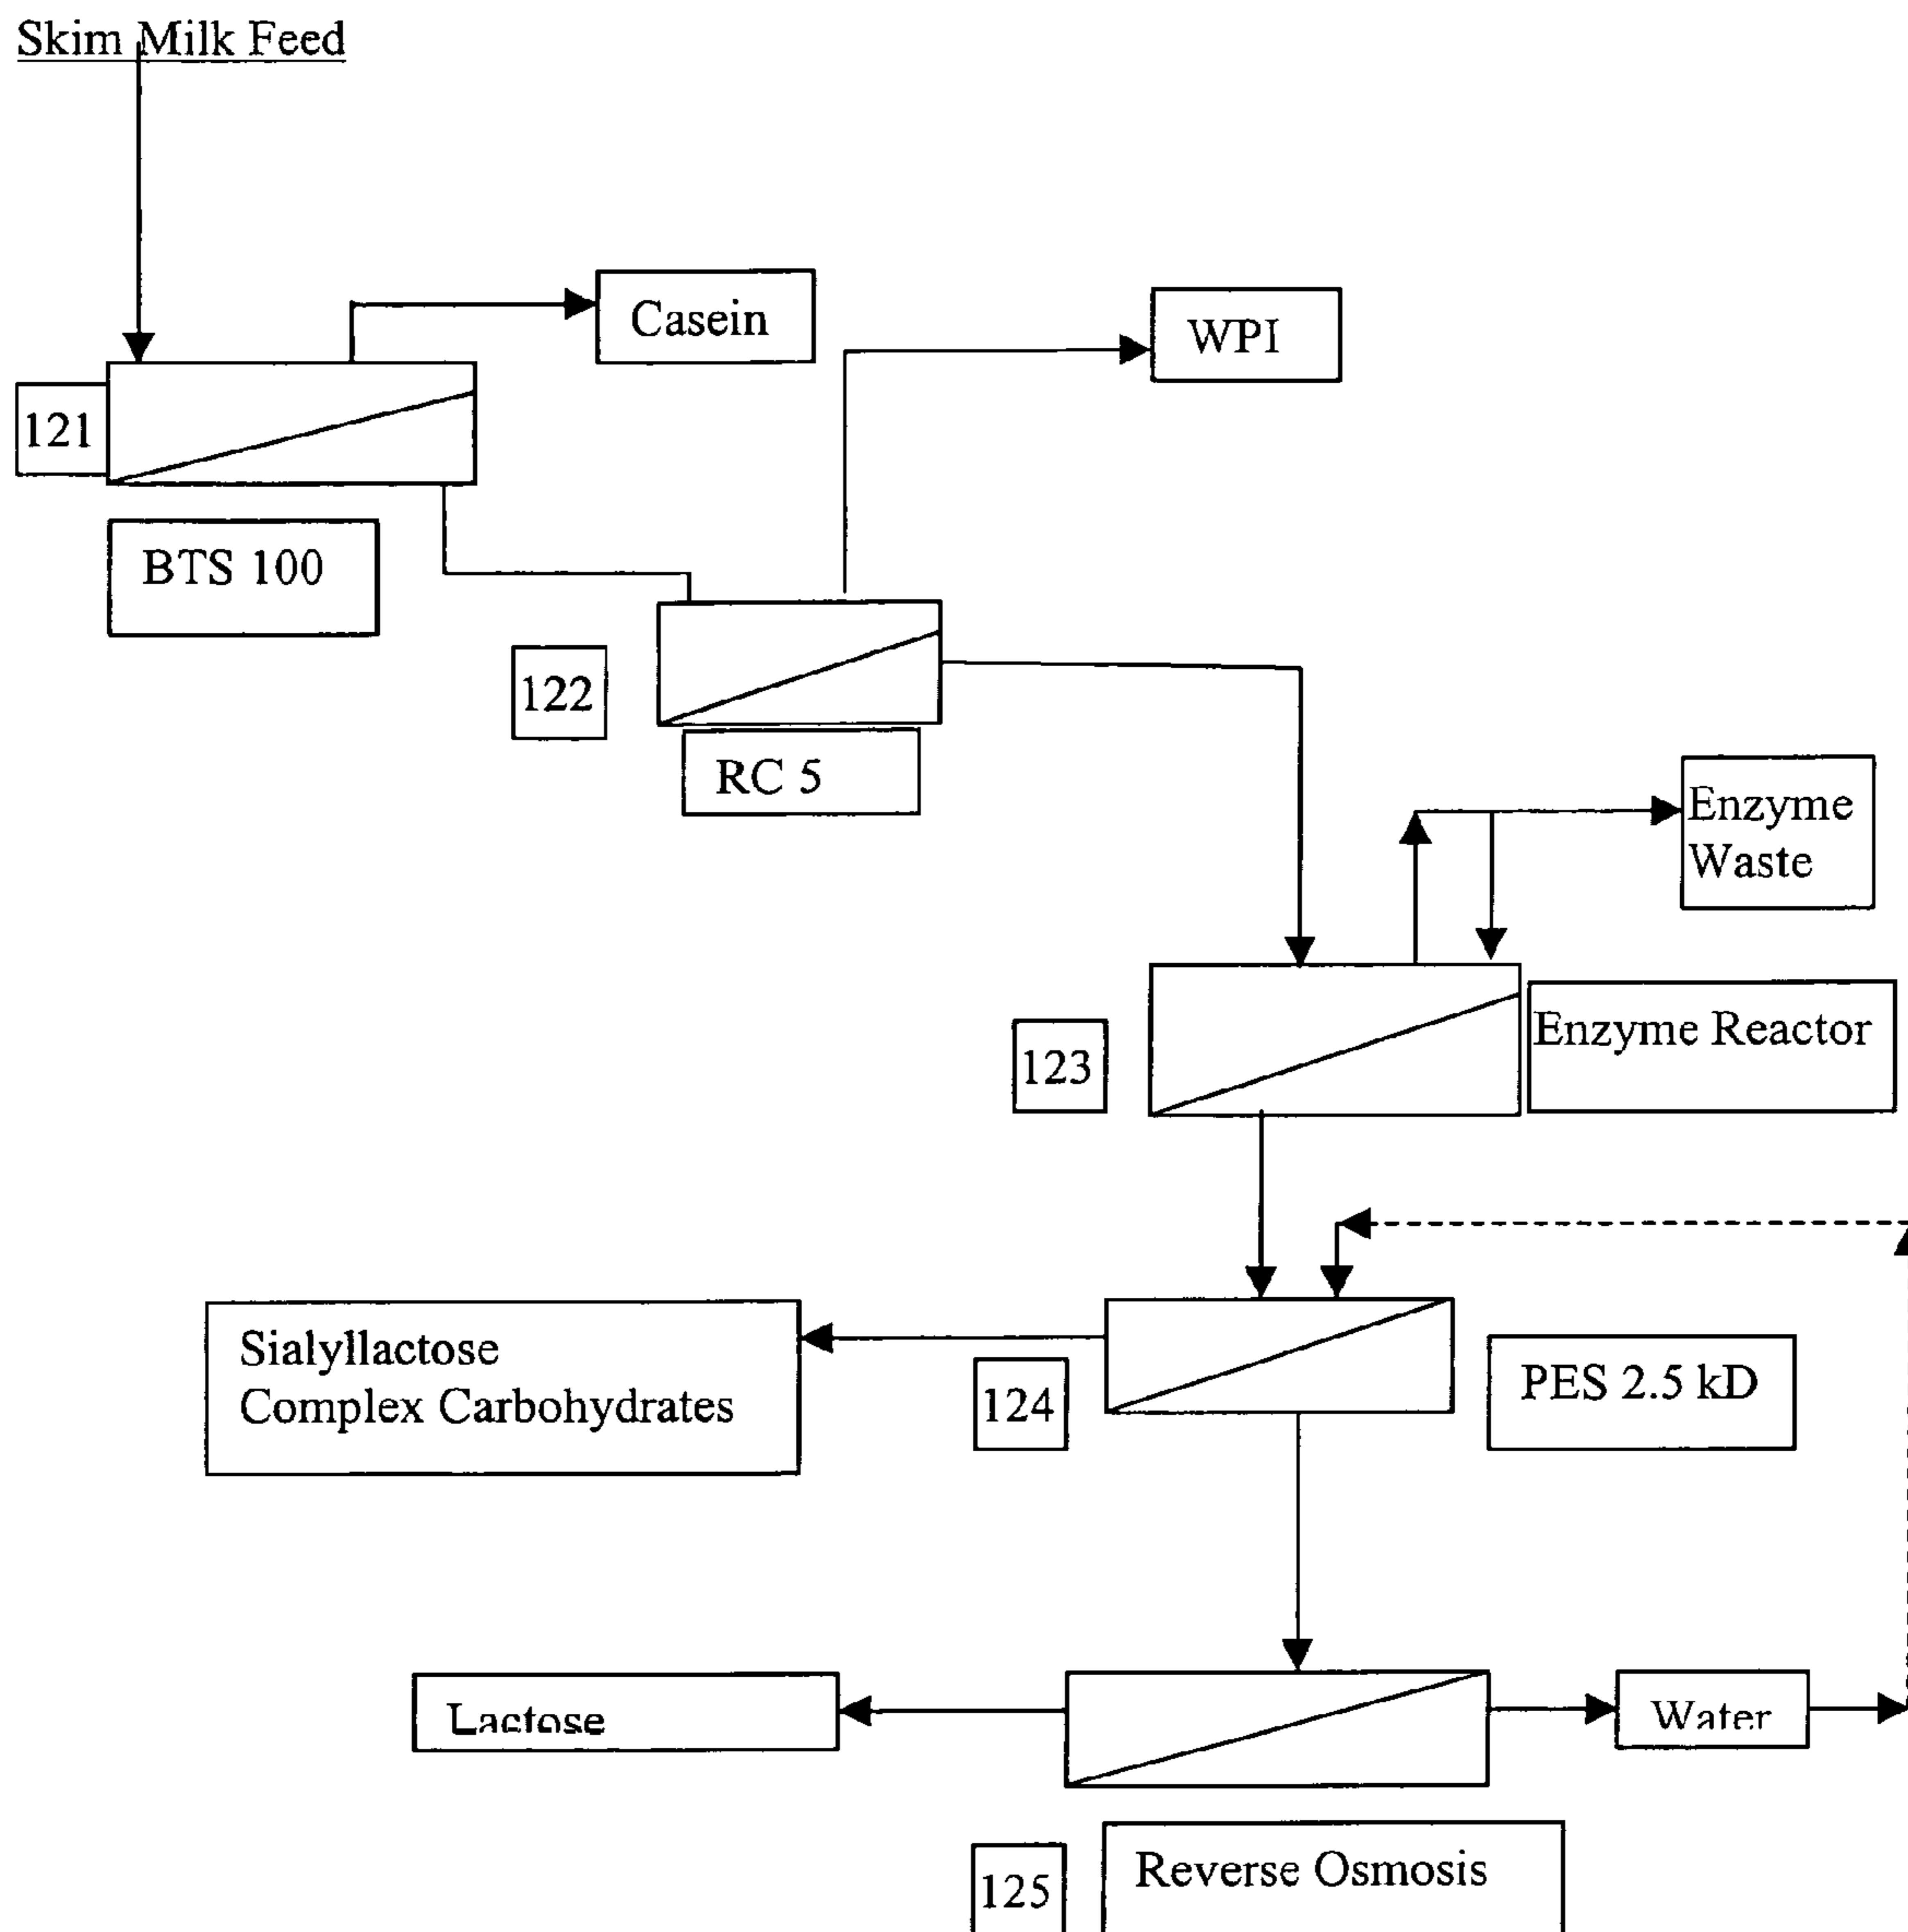 Skim Milk Feed
Casein
WPI
121
BTS 100
122
RC 5
Enzyme
Waste
123
Enzyme Reactor
Sialyllactose
Complex Carbohydrates
124
PES 2.5 kD
Lactose
Water
125
Reverse Osmosis